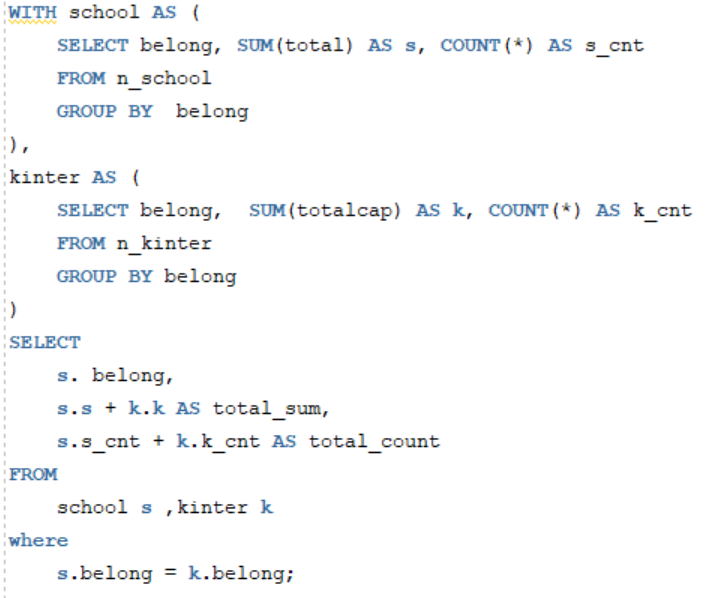 WITH school AS (
    SELECT belong, SUM(total) AS s, COUNT(*) AS s_cnt
    FROM n_school
    GROUP BY  belong
),
kinter AS (
    SELECT belong,  SUM(totalcap) AS k, COUNT(*) AS k_cnt
    FROM n_kinter
    GROUP BY belong
)
SELECT
    s. belong,
    s.s + k.k AS total_sum,
    s.s_cnt + k.k_cnt AS total_count
FROM
    school s ,kinter k
where
    s.belong = k.belong;